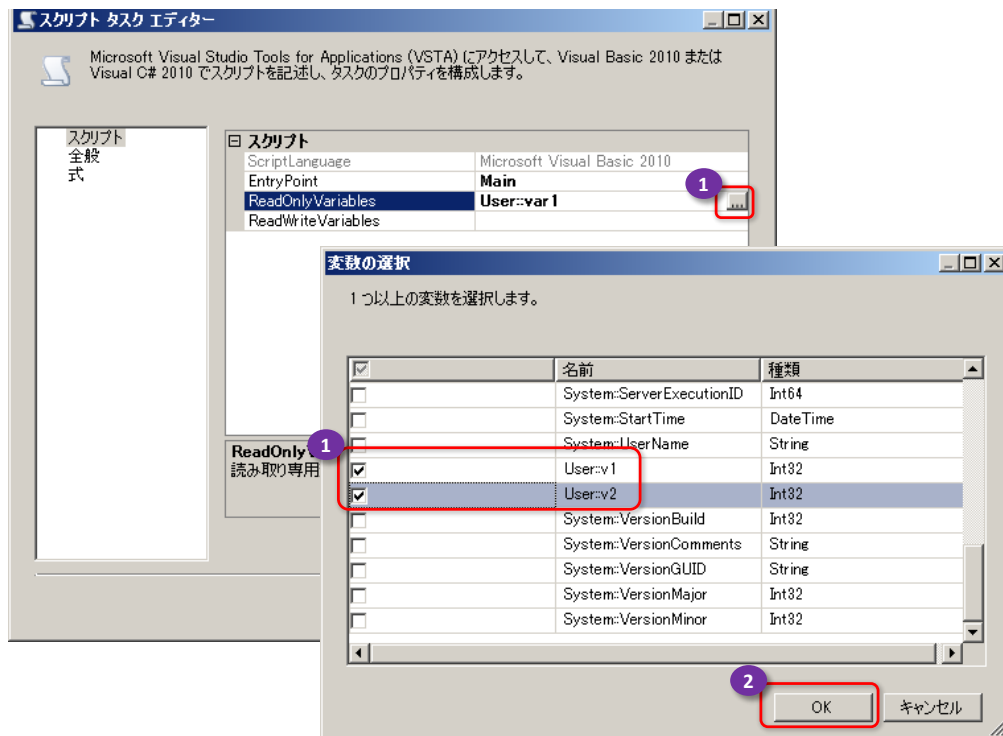 スクリプト タスク エディター
Microsoft Visual Studio Tools for Applications (VSTA) にアクセスして、Visual Basic 2010 または
Visual C# 2010 でスクリプトを記述し、タスクのプロパティを構成します。
スクリプト
全般
式
スクリプト
ScriptLanguage Microsoft Visual Basic 2010
EntryPoint Main
ReadOnlyVariables User::var1 ...
1
ReadWriteVariables
ReadOnly
読み取り専用
変数の選択
1 つ以上の変数を選択します。
名前 種類
System::ServerExecutionID Int64
System::StartTime DateTime
System::UserName String
1
User::v1 Int32
User::v2 Int32
System::VersionBuild Int32
System::VersionComments String
System::VersionGUID String
System::VersionMajor Int32
System::VersionMinor Int32
2
OK キャンセル